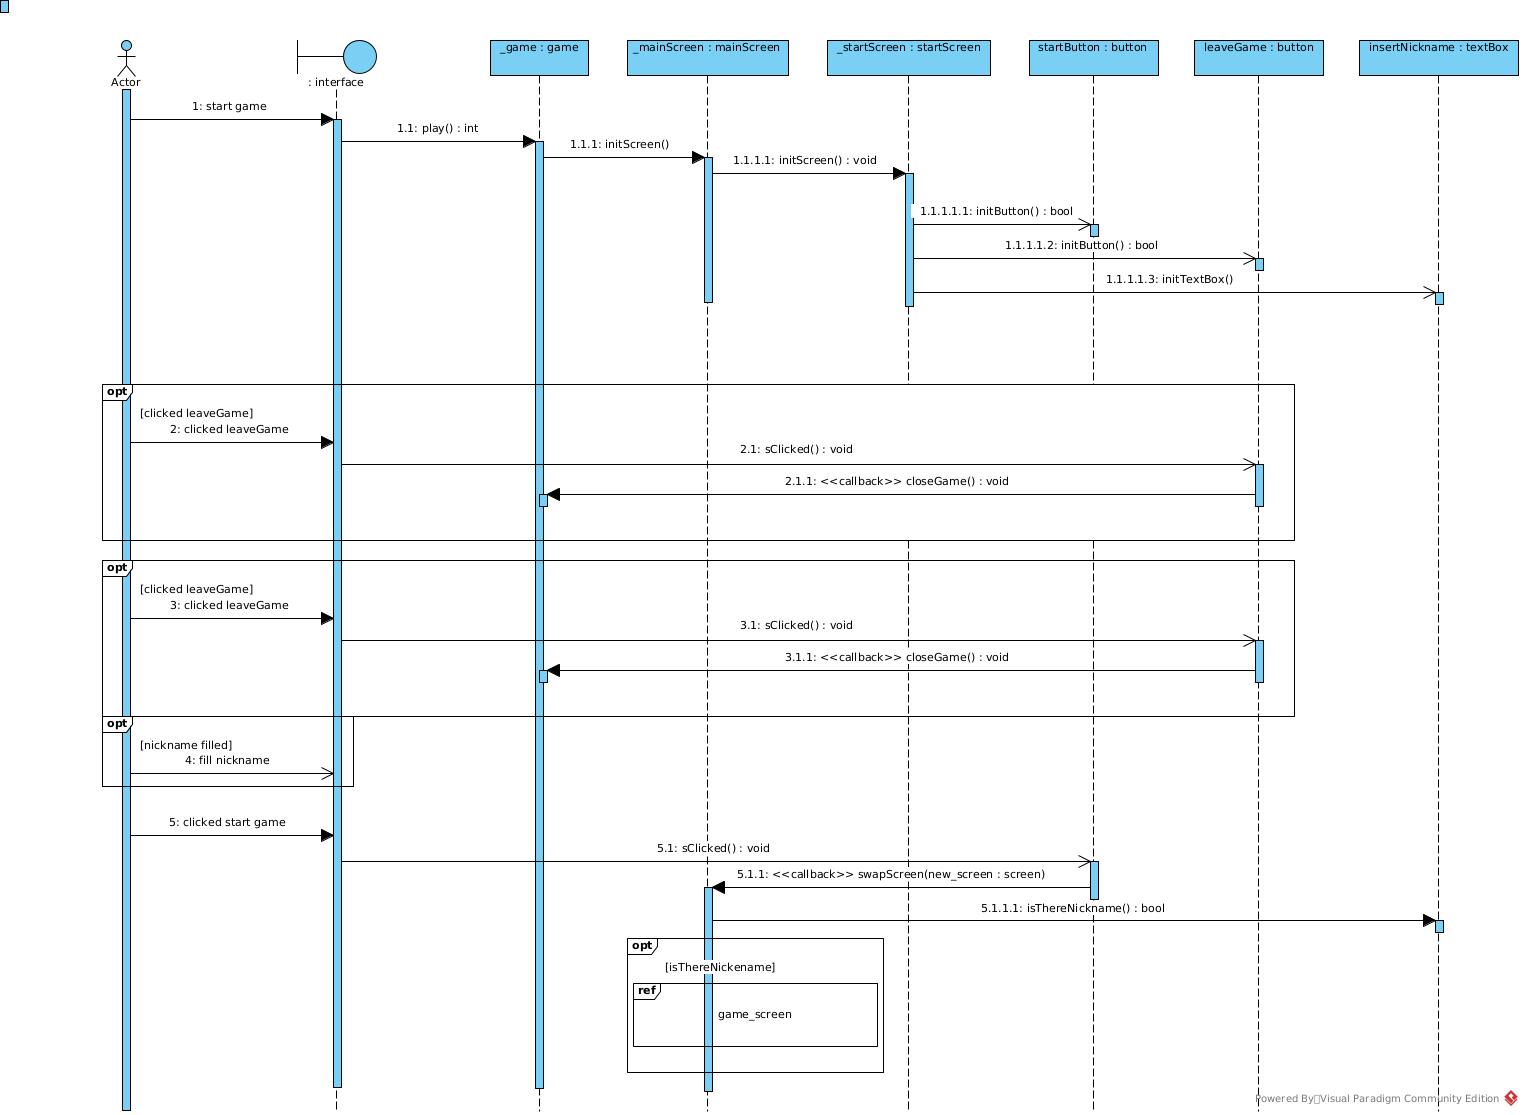 _game : game
_mainScreen : mainScreen
_startScreen : startScreen
startButton : button
leaveGame : button
insertNickname : textBox
Actor
: interface
1: start game
1.1: play() : int
1.1.1: initScreen()
1.1.1.1: initScreen() : void
1.1.1.1.1: initButton() : bool
1.1.1.1.2: initButton() : bool
1.1.1.1.3: initTextBox()
opt
[clicked leaveGame]
2: clicked leaveGame
2.1: sClicked() : void
2.1.1: <<callback>> closeGame() : void
opt
[clicked leaveGame]
3: clicked leaveGame
3.1: sClicked() : void
3.1.1: <<callback>> closeGame() : void
opt
[nickname filled]
4: fill nickname
5: clicked start game
5.1: sClicked() : void
5.1.1: <<callback>> swapScreen(new_screen : screen)
5.1.1.1: isThereNickname() : bool
opt
[isThereNickename]
ref
game_screen
Powered By Visual Paradigm Community Edition